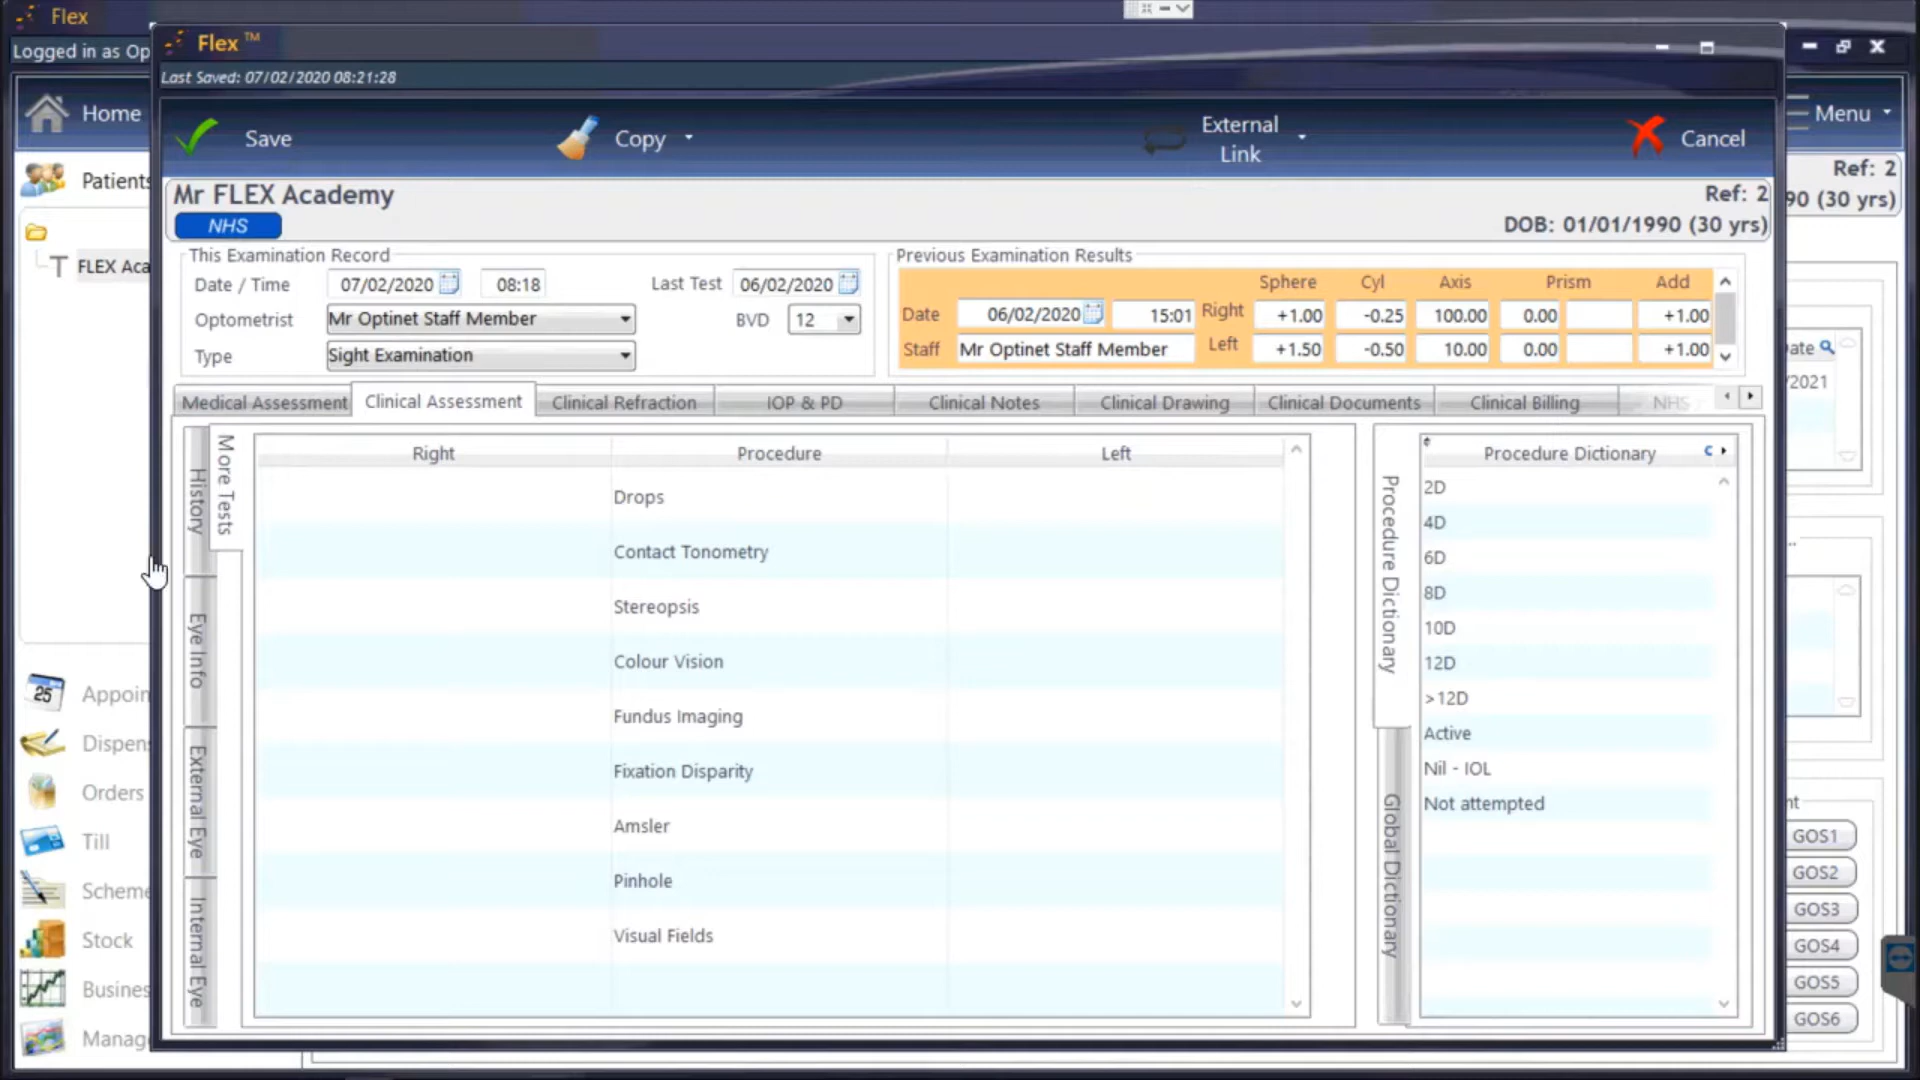 Flex
Logged in as Op
Flex ™
Last Saved: 07/02/2020 08:21:28
Home
Save
Copy
External
Link
Cancel
Menu
Patients
Mr FLEX Academy
Ref: 2
Ref: 2
NHS
DOB: 01/01/1990 (30 yrs)
90 (30 yrs)
FLEX Aca
This Examination Record
Date / Time 07/02/2020 08:18 Last Test 06/02/2020
Optometrist Mr Optinet Staff Member BVD 12
Type Sight Examination
Previous Examination Results
Sphere Cyl Axis Prism Add
Date 06/02/2020 15:01 Right +1.00 -0.25 100.00 0.00 +1.00
Staff Mr Optinet Staff Member Left +1.50 -0.50 10.00 0.00 +1.00
Date
/2021
Medical Assessment Clinical Assessment Clinical Refraction IOP & PD Clinical Notes Clinical Drawing Clinical Documents Clinical Billing NHS
History
Eye Info
External Eye
Internal Eye
More Tests
Right Procedure Left
Drops
Contact Tonometry
Stereopsis
Colour Vision
Fundus Imaging
Fixation Disparity
Amsler
Pinhole
Visual Fields
Procedure Dictionary
Global Dictionary
Procedure Dictionary C
2D
4D
6D
8D
10D
12D
>12D
Active
Nil - IOL
Not attempted
25 Appoin
Dispens
Orders
Till
Scheme
Stock
Busines
Manag
nt
GOS1
GOS2
GOS3
GOS4
GOS5
GOS6